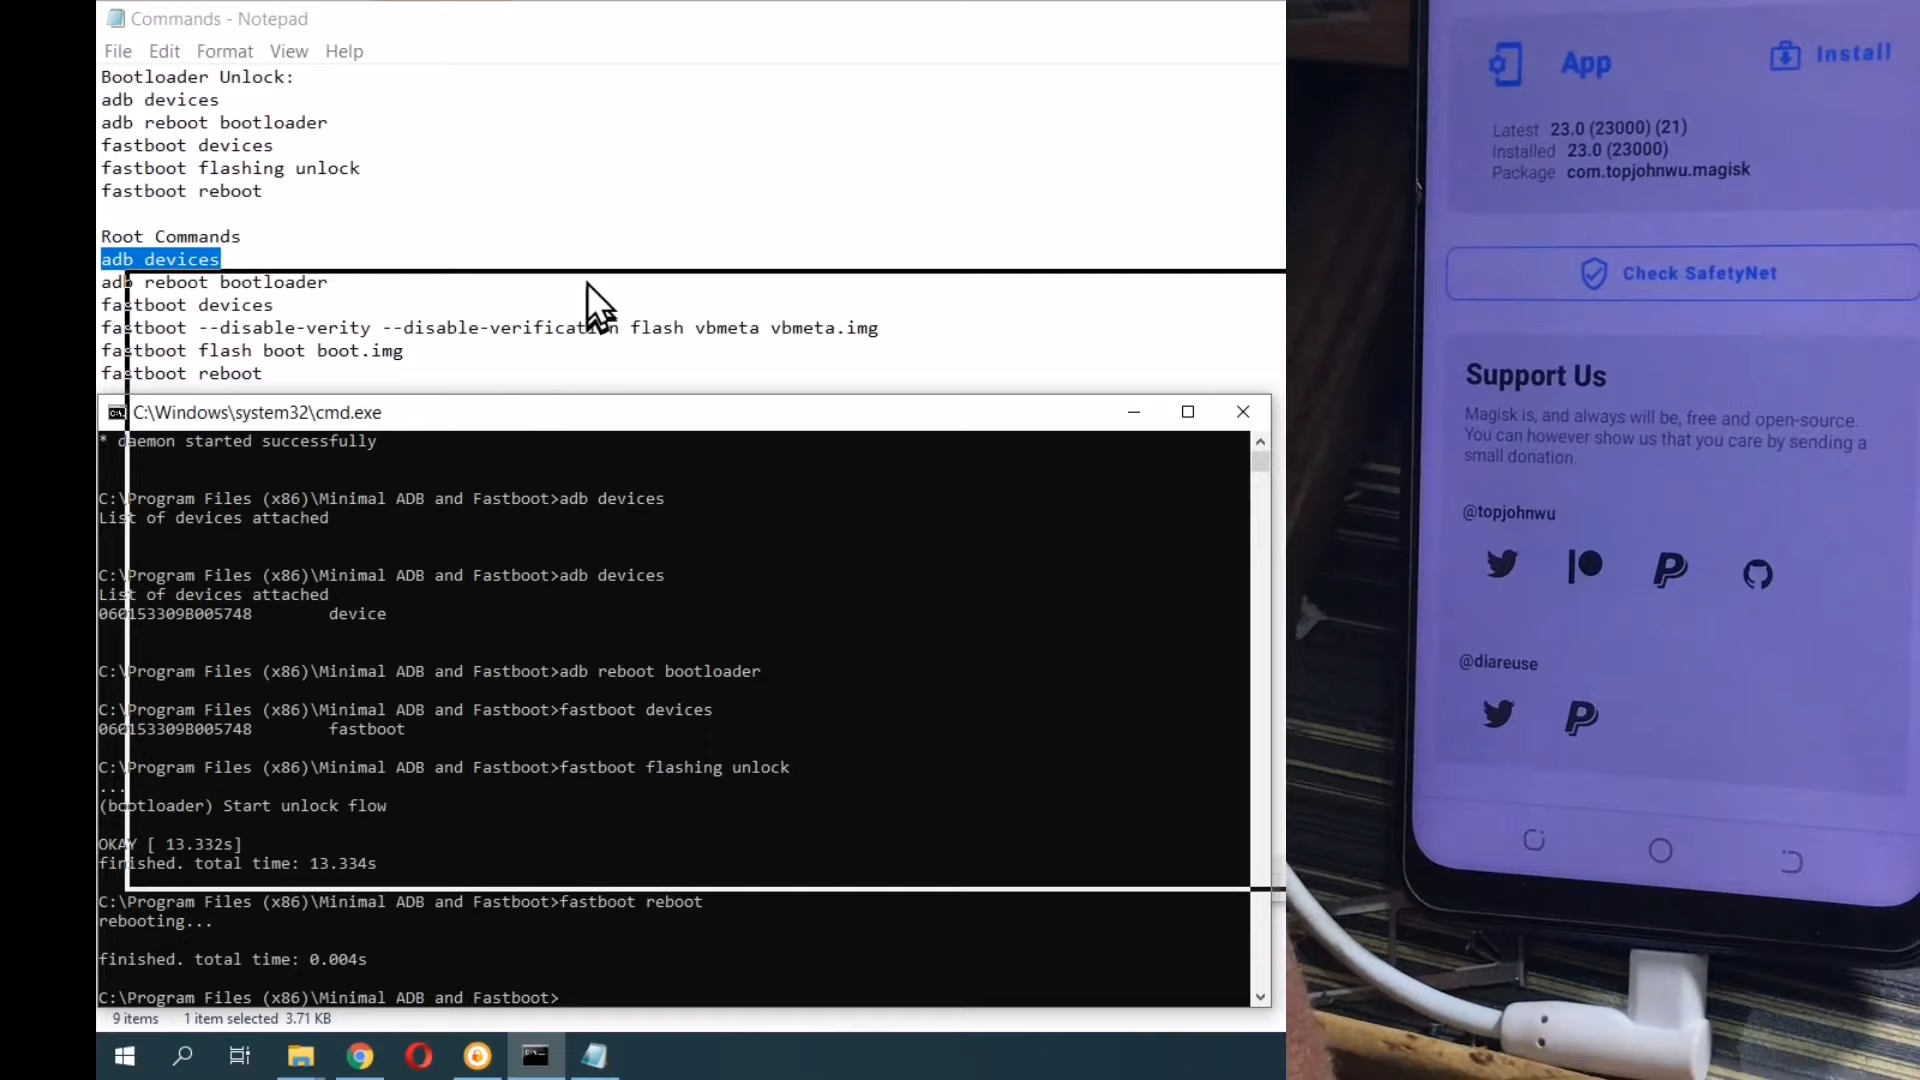 Commands - Notepad
File Edit Format View Help
Bootloader Unlock:
adb devices
adb reboot bootloader
fastboot devices
fastboot flashing unlock
fastboot reboot
Root Commands
adb devices
adb reboot bootloader
fastboot devices
fastboot --disable-verity --disable-verification flash vbmeta vbmeta.img
fastboot flash boot boot.img
fastboot reboot
C:\Windows\system32\cmd.exe
* daemon started successfully
C:\Program Files (x86)\Minimal ADB and Fastboot>adb devices
List of devices attached
C:\Program Files (x86)\Minimal ADB and Fastboot>adb devices
List of devices attached
060153309B005748 device
C:\Program Files (x86)\Minimal ADB and Fastboot>adb reboot bootloader
C:\Program Files (x86)\Minimal ADB and Fastboot>fastboot devices
060153309B005748 fastboot
C:\Program Files (x86)\Minimal ADB and Fastboot>fastboot flashing unlock
...
(bootloader) Start unlock flow
OKAY [ 13.332s]
finished. total time: 13.334s
C:\Program Files (x86)\Minimal ADB and Fastboot>fastboot reboot
rebooting...
finished. total time: 0.004s
C:\Program Files (x86)\Minimal ADB and Fastboot>
9 items 1 item selected 3.71 KB
App Install
Latest 23.0 (23000) (21)
Installed 23.0 (23000)
Package com.topjohnwu.magisk
Check SafetyNet
Support Us
Magisk is, and always will be, free and open-source.
You can however show us that you care by sending a
small donation.
@topjohnwu
@diareuse